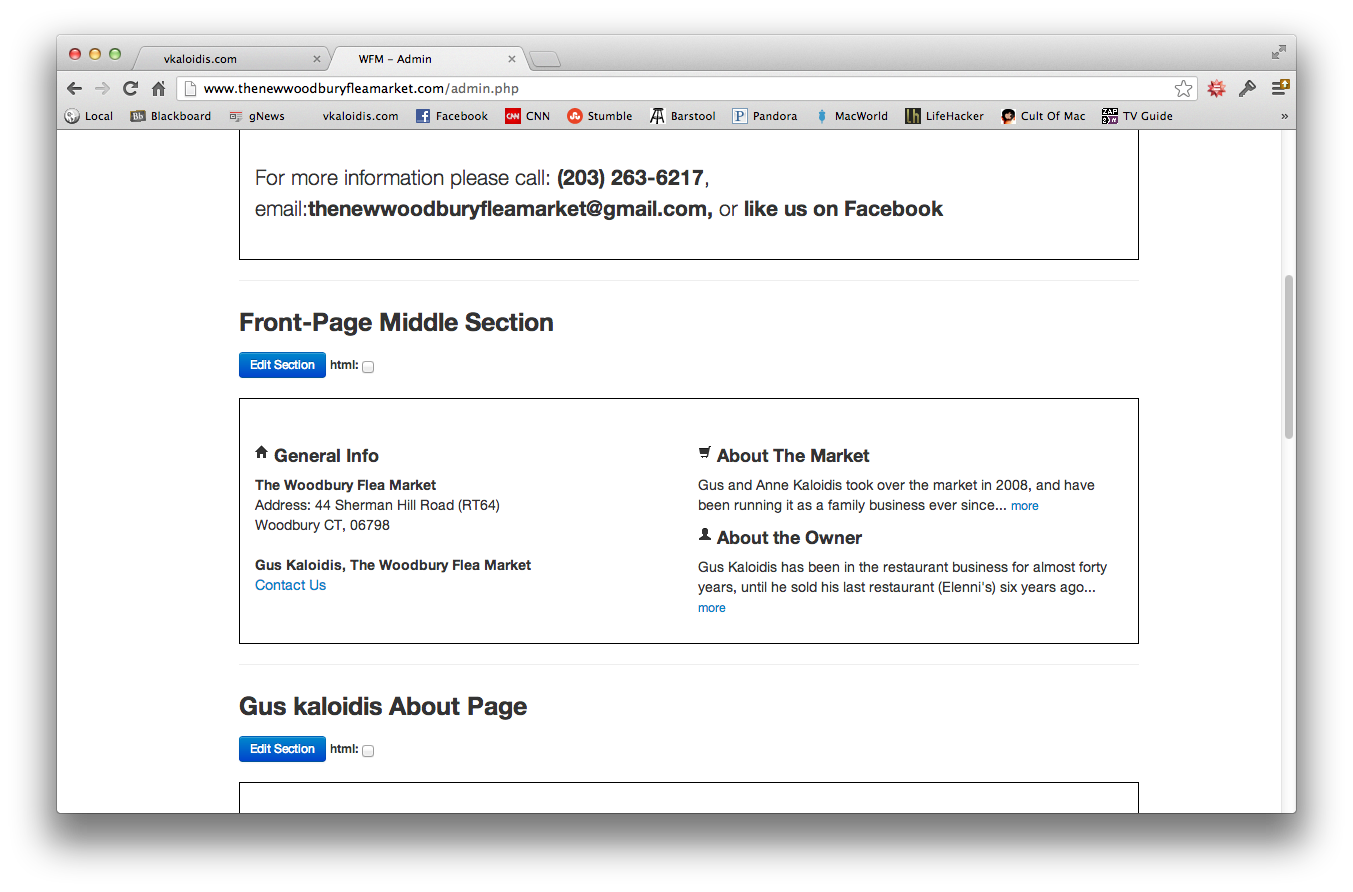 vkaloidis.com
WFM – Admin
www.thenewwoodburyfleamarket.com/admin.php
Local Bb Blackboard gNews vkaloidis.com Facebook CNN CNN Stumble Barstool P Pandora MacWorld lh LifeHacker Cult Of Mac ZAP 2it TV Guide »
For more information please call: (203) 263-6217,
email:thenewwoodburyfleamarket@gmail.com, or like us on Facebook
Front-Page Middle Section
Edit Section html:
General Info
The Woodbury Flea Market
Address: 44 Sherman Hill Road (RT64)
Woodbury CT, 06798
Gus Kaloidis, The Woodbury Flea Market
Contact Us
About The Market
Gus and Anne Kaloidis took over the market in 2008, and have
been running it as a family business ever since... more
About the Owner
Gus Kaloidis has been in the restaurant business for almost forty
years, until he sold his last restaurant (Elenni's) six years ago...
more
Gus kaloidis About Page
Edit Section html: